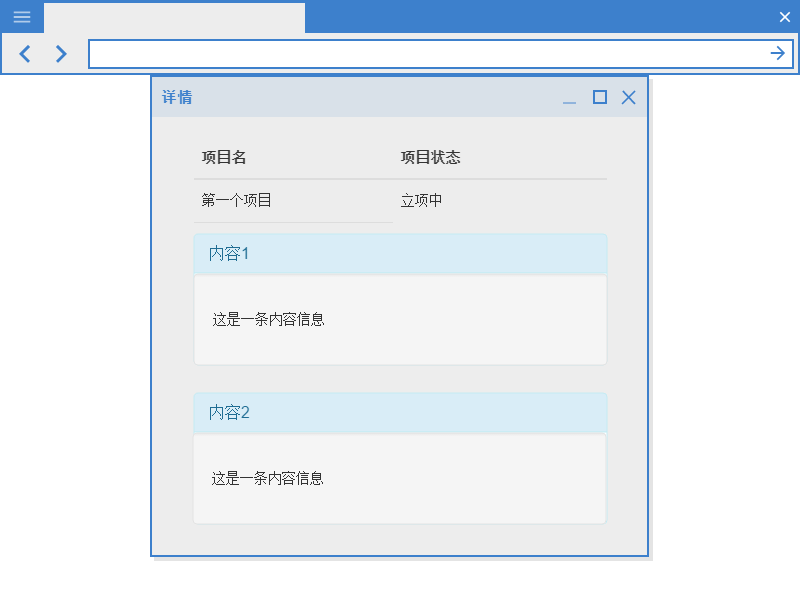 详情
项目名 项目状态
第一个项目 立项中
内容1
这是一条内容信息
内容2
这是一条内容信息